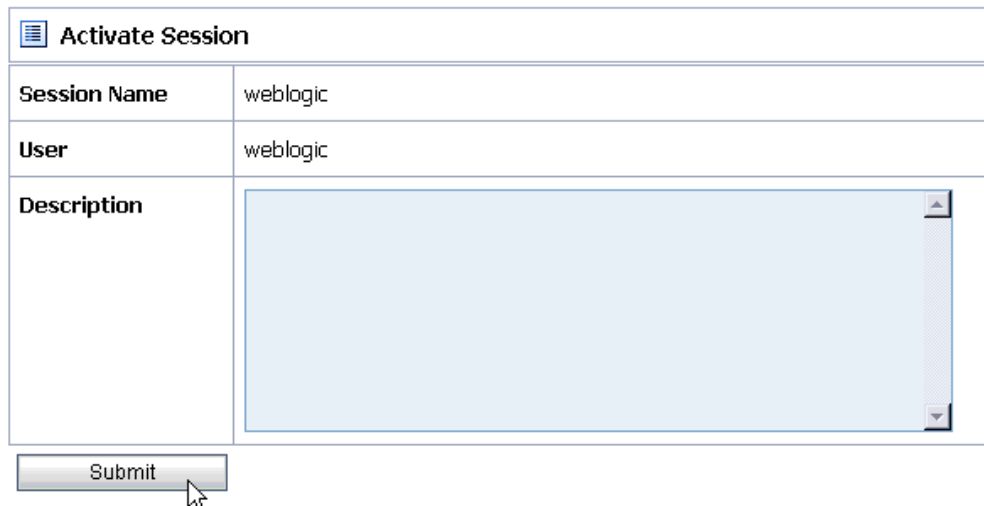 Activate Session
Session Name weblogic
User weblogic
Description
Submit